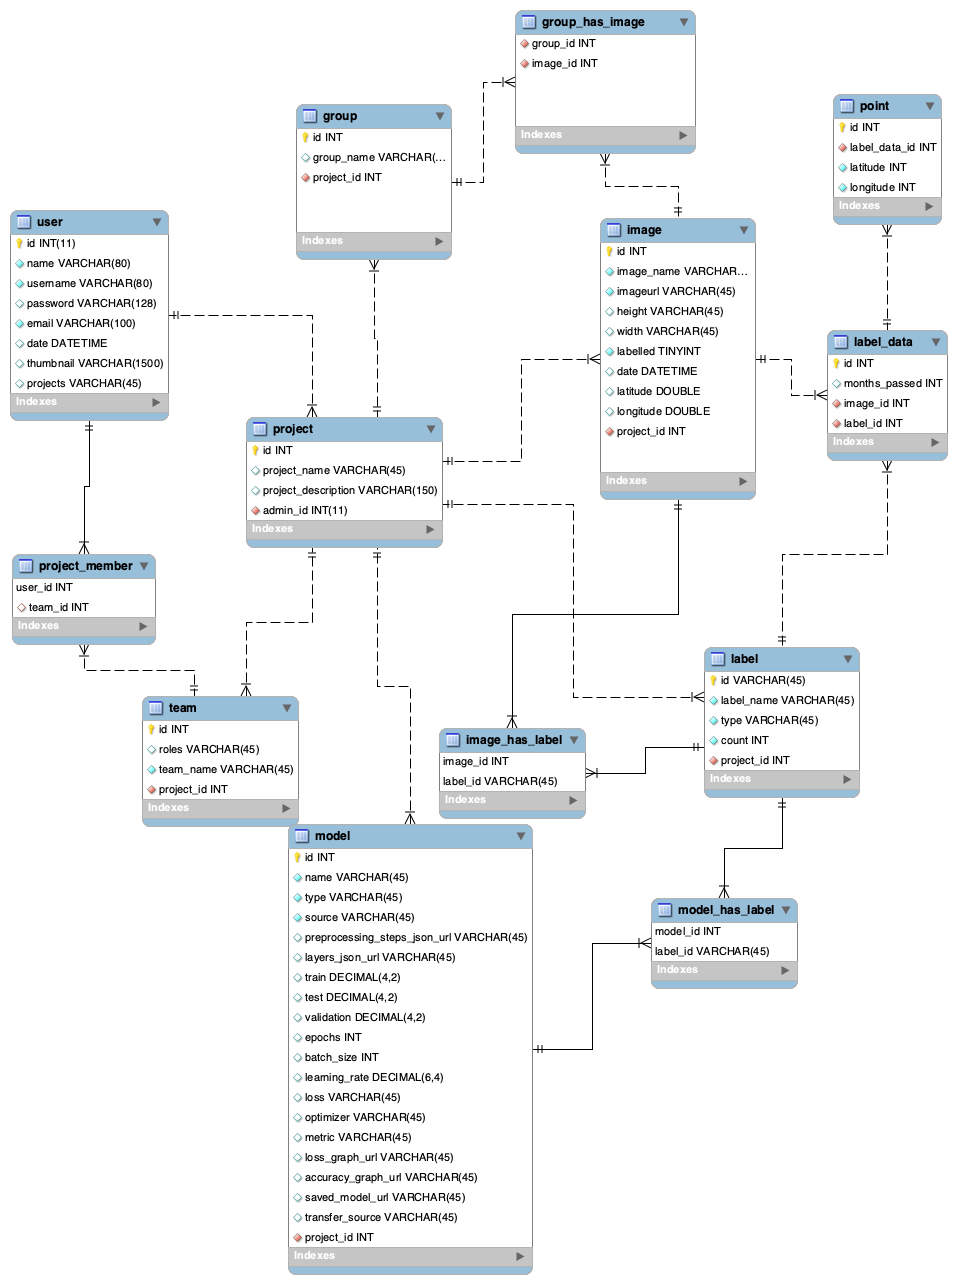 group_has_image
group_id INT
image_id INT
Indexes
group
id INT
group_name VARCHAR(...
project_id INT
Indexes
point
id INT
label_data_id INT
latitude INT
longitude INT
Indexes
user
id INT(11)
name VARCHAR(80)
username VARCHAR(80)
password VARCHAR(128)
email VARCHAR(100)
date DATETIME
thumbnail VARCHAR(1500)
projects VARCHAR(45)
Indexes
image
id INT
image_name VARCHAR...
imageurl VARCHAR(45)
height VARCHAR(45)
width VARCHAR(45)
labelled TINYINT
date DATETIME
latitude DOUBLE
longitude DOUBLE
project_id INT
Indexes
label_data
id INT
months_passed INT
image_id INT
label_id INT
Indexes
project
id INT
project_name VARCHAR(45)
project_description VARCHAR(150)
admin_id INT(11)
Indexes
project_member
user_id INT
team_id INT
Indexes
team
id INT
roles VARCHAR(45)
team_name VARCHAR(45)
project_id INT
Indexes
label
id VARCHAR(45)
label_name VARCHAR(45)
type VARCHAR(45)
count INT
project_id INT
Indexes
image_has_label
image_id INT
label_id VARCHAR(45)
Indexes
model
id INT
name VARCHAR(45)
type VARCHAR(45)
source VARCHAR(45)
preprocessing_steps_json_url VARCHAR(45)
layers_json_url VARCHAR(45)
train DECIMAL(4,2)
test DECIMAL(4,2)
validation DECIMAL(4,2)
epochs INT
batch_size INT
learning_rate DECIMAL(6,4)
loss VARCHAR(45)
optimizer VARCHAR(45)
metric VARCHAR(45)
loss_graph_url VARCHAR(45)
accuracy_graph_url VARCHAR(45)
saved_model_url VARCHAR(45)
transfer_source VARCHAR(45)
project_id INT
Indexes
model_has_label
model_id INT
label_id VARCHAR(45)
Indexes